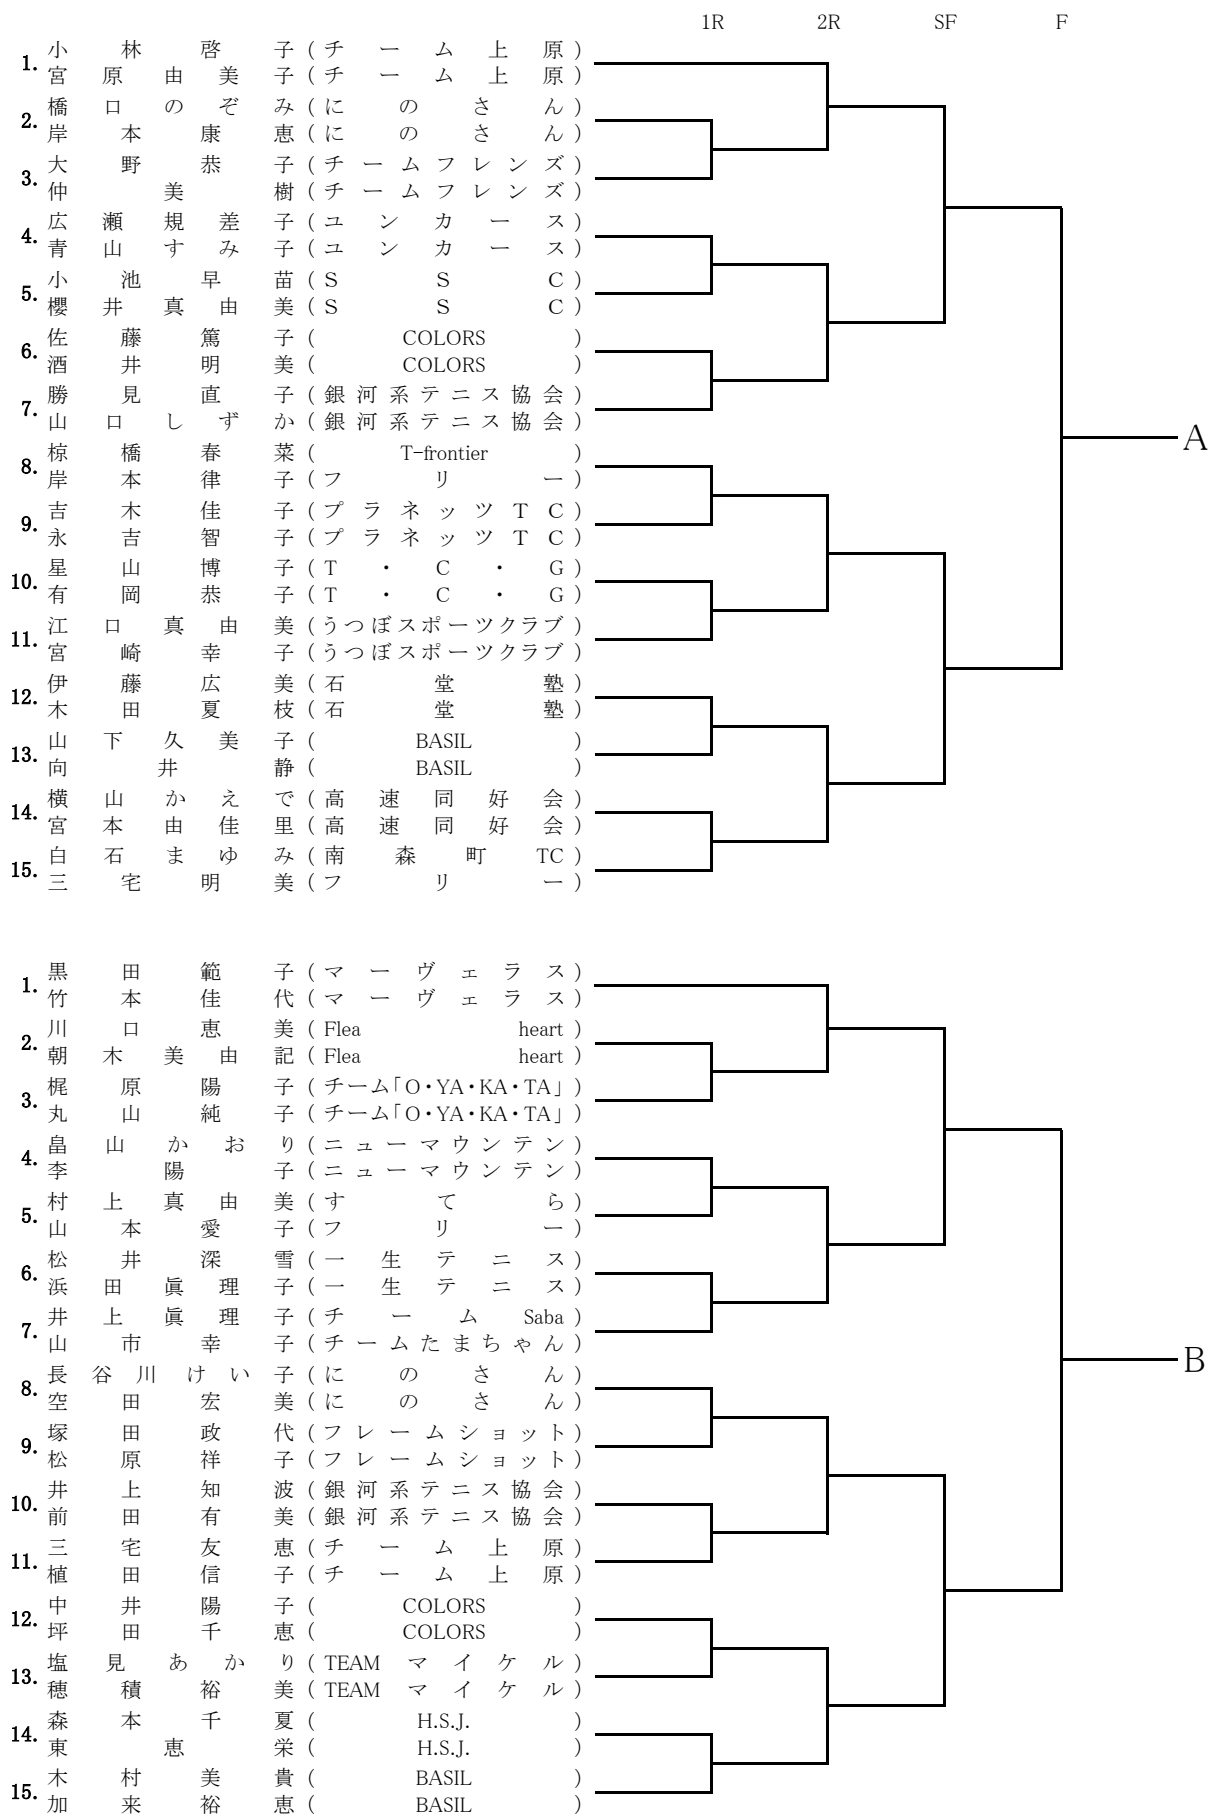 1R 2R SF F
1. 小林啓子(チーム上原)
宮原由美子(チーム上原)
2. 橋口のぞみ(にのさん)
岸本康恵(にのさん)
3. 大野恭子(チームフレンズ)
仲美樹(チームフレンズ)
4. 広瀬規差子(ユンカース)
青山すみ子(ユンカース)
5. 小池早苗(SSC)
櫻井真由美(SSC)
6. 佐藤篤子(COLORS)
酒井明美(COLORS)
7. 勝見直子(銀河系テニス協会)
山口しずか(銀河系テニス協会)
8. 椋橋春菜(T-frontier)
岸本律子(フリー)
9. 吉木佳子(プラネッツTC)
永吉智子(プラネッツTC)
10. 星山博子(T・C・G)
有岡恭子(T・C・G)
11. 江口真由美(うつぼスポーツクラブ)
宮崎幸子(うつぼスポーツクラブ)
12. 伊藤広美(石堂塾)
木田夏枝(石堂塾)
13. 山下久美子(BASIL)
向井静(BASIL)
14. 横山かえで(高速同好会)
宮本由佳里(高速同好会)
15. 白石まゆみ(南森町TC)
三宅明美(フリー)
A
1. 黒田範子(マーヴェラス)
竹本佳代(マーヴェラス)
2. 川口恵美(Flea heart)
朝木美由記(Flea heart)
3. 梶原陽子(チーム「O・YA・KA・TA」)
丸山純子(チーム「O・YA・KA・TA」)
4. 畠山かおり(ニューマウンテン)
李陽子(ニューマウンテン)
5. 村上真由美(すてら)
山本愛子(フリー)
6. 松井深雪(一生テニス)
浜田眞理子(一生テニス)
7. 井上眞理子(チームSaba)
山市幸子(チームたまちゃん)
8. 長谷川けい子(にのさん)
空田宏美(にのさん)
9. 塚田政代(フレームショット)
松原祥子(フレームショット)
10. 井上知波(銀河系テニス協会)
前田有美(銀河系テニス協会)
11. 三宅友恵(チーム上原)
植田信子(チーム上原)
12. 中井陽子(COLORS)
坪田千恵(COLORS)
13. 塩見あかり(TEAMマイケル)
穂積裕美(TEAMマイケル)
14. 森本千夏(H.S.J.)
東恵栄(H.S.J.)
15. 木村美貴(BASIL)
加来裕恵(BASIL)
B